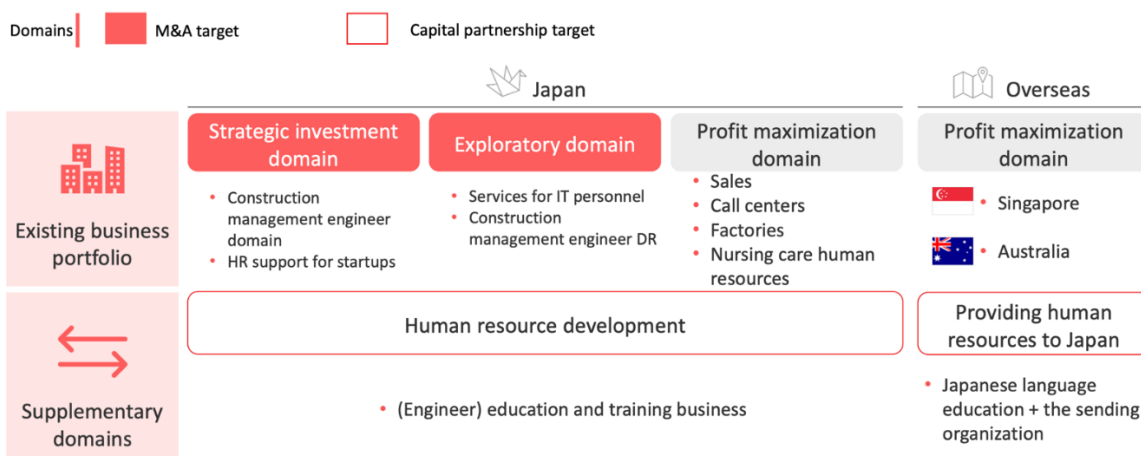 Domains
M&A target
Capital partnership target
Japan
Overseas
Existing business
portfolio
Strategic investment
domain
• Construction
management engineer
domain
• HR support for startups
Exploratory domain
• Services for IT personnel
• Construction
management engineer DR
Profit maximization
domain
• Sales
• Call centers
• Factories
• Nursing care human
resources
Profit maximization
domain
• Singapore
• Australia
Supplementary
domains
Human resource development
• (Engineer) education and training business
Providing human
resources to Japan
• Japanese language
education + the sending
organization